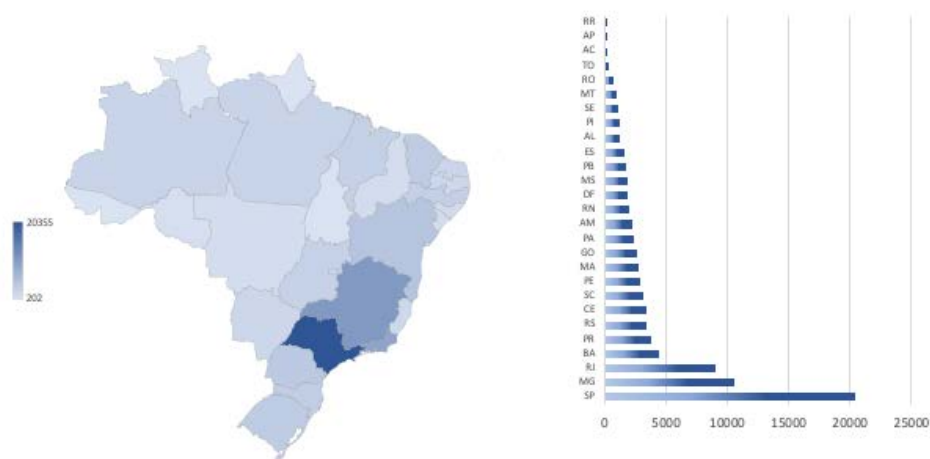 20355
202
RR
AP
AC
TO
RO
MT
SE
PI
AL
ES
PB
MS
DF
RN
AM
PA
GO
MA
PE
SC
CE
RS
PR
BA
RJ
MG
SP
0 5000 10000 15000 20000 25000